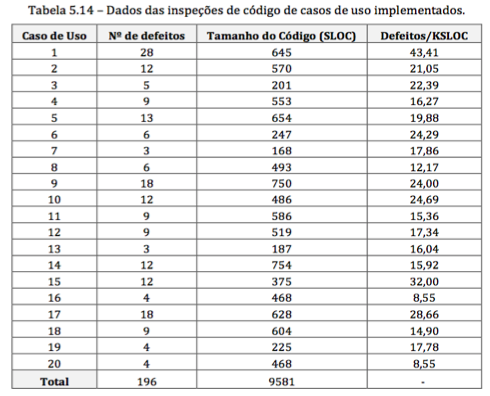 Tabela 5.14 – Dados das inspeções de código de casos de uso implementados.
Caso de Uso Nº de defeitos Tamanho do Código (SLOC) Defeitos/KSLOC
1 28 645 43,41
2 12 570 21,05
3 5 201 22,39
4 9 553 16,27
5 13 654 19,88
6 6 247 24,29
7 3 168 17,86
8 6 493 12,17
9 18 750 24,00
10 12 486 24,69
11 9 586 15,36
12 9 519 17,34
13 3 187 16,04
14 12 754 15,92
15 12 375 32,00
16 4 468 8,55
17 18 628 28,66
18 9 604 14,90
19 4 225 17,78
20 4 468 8,55
Total 196 9581 -